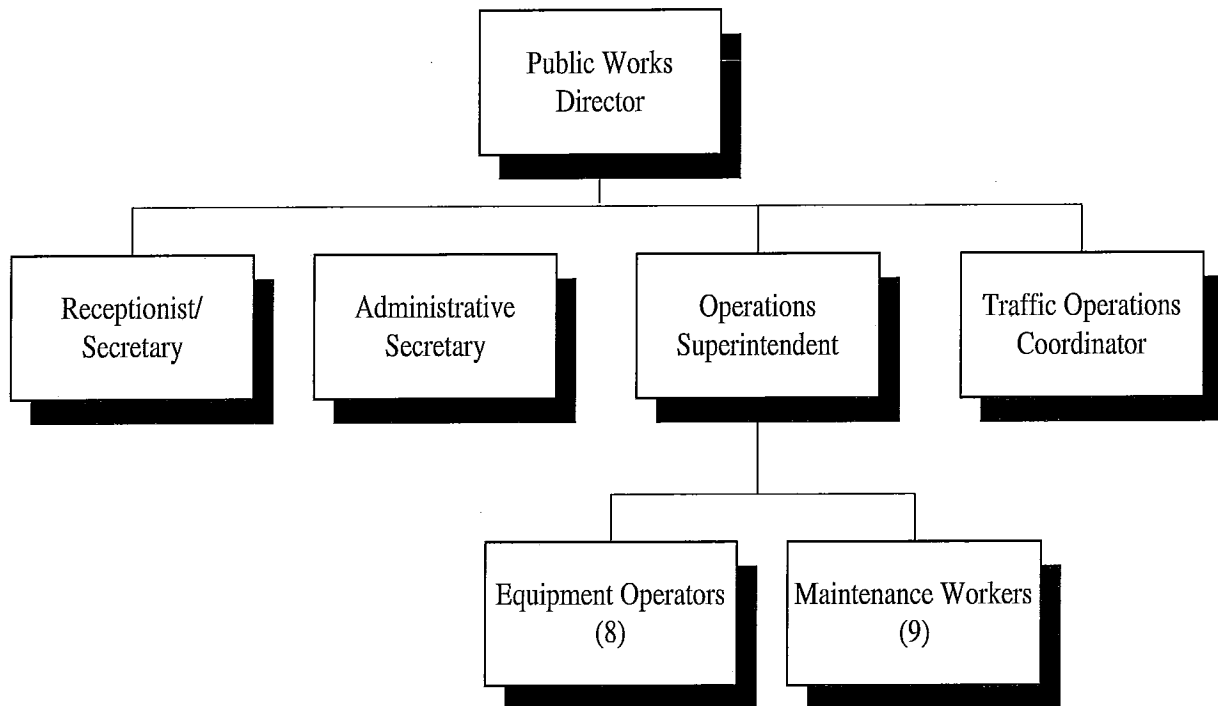 Public Works
Director
Receptionist/
Secretary
Administrative
Secretary
Operations
Superintendent
Traffic Operations
Coordinator
Equipment Operators
(8)
Maintenance Workers
(9)